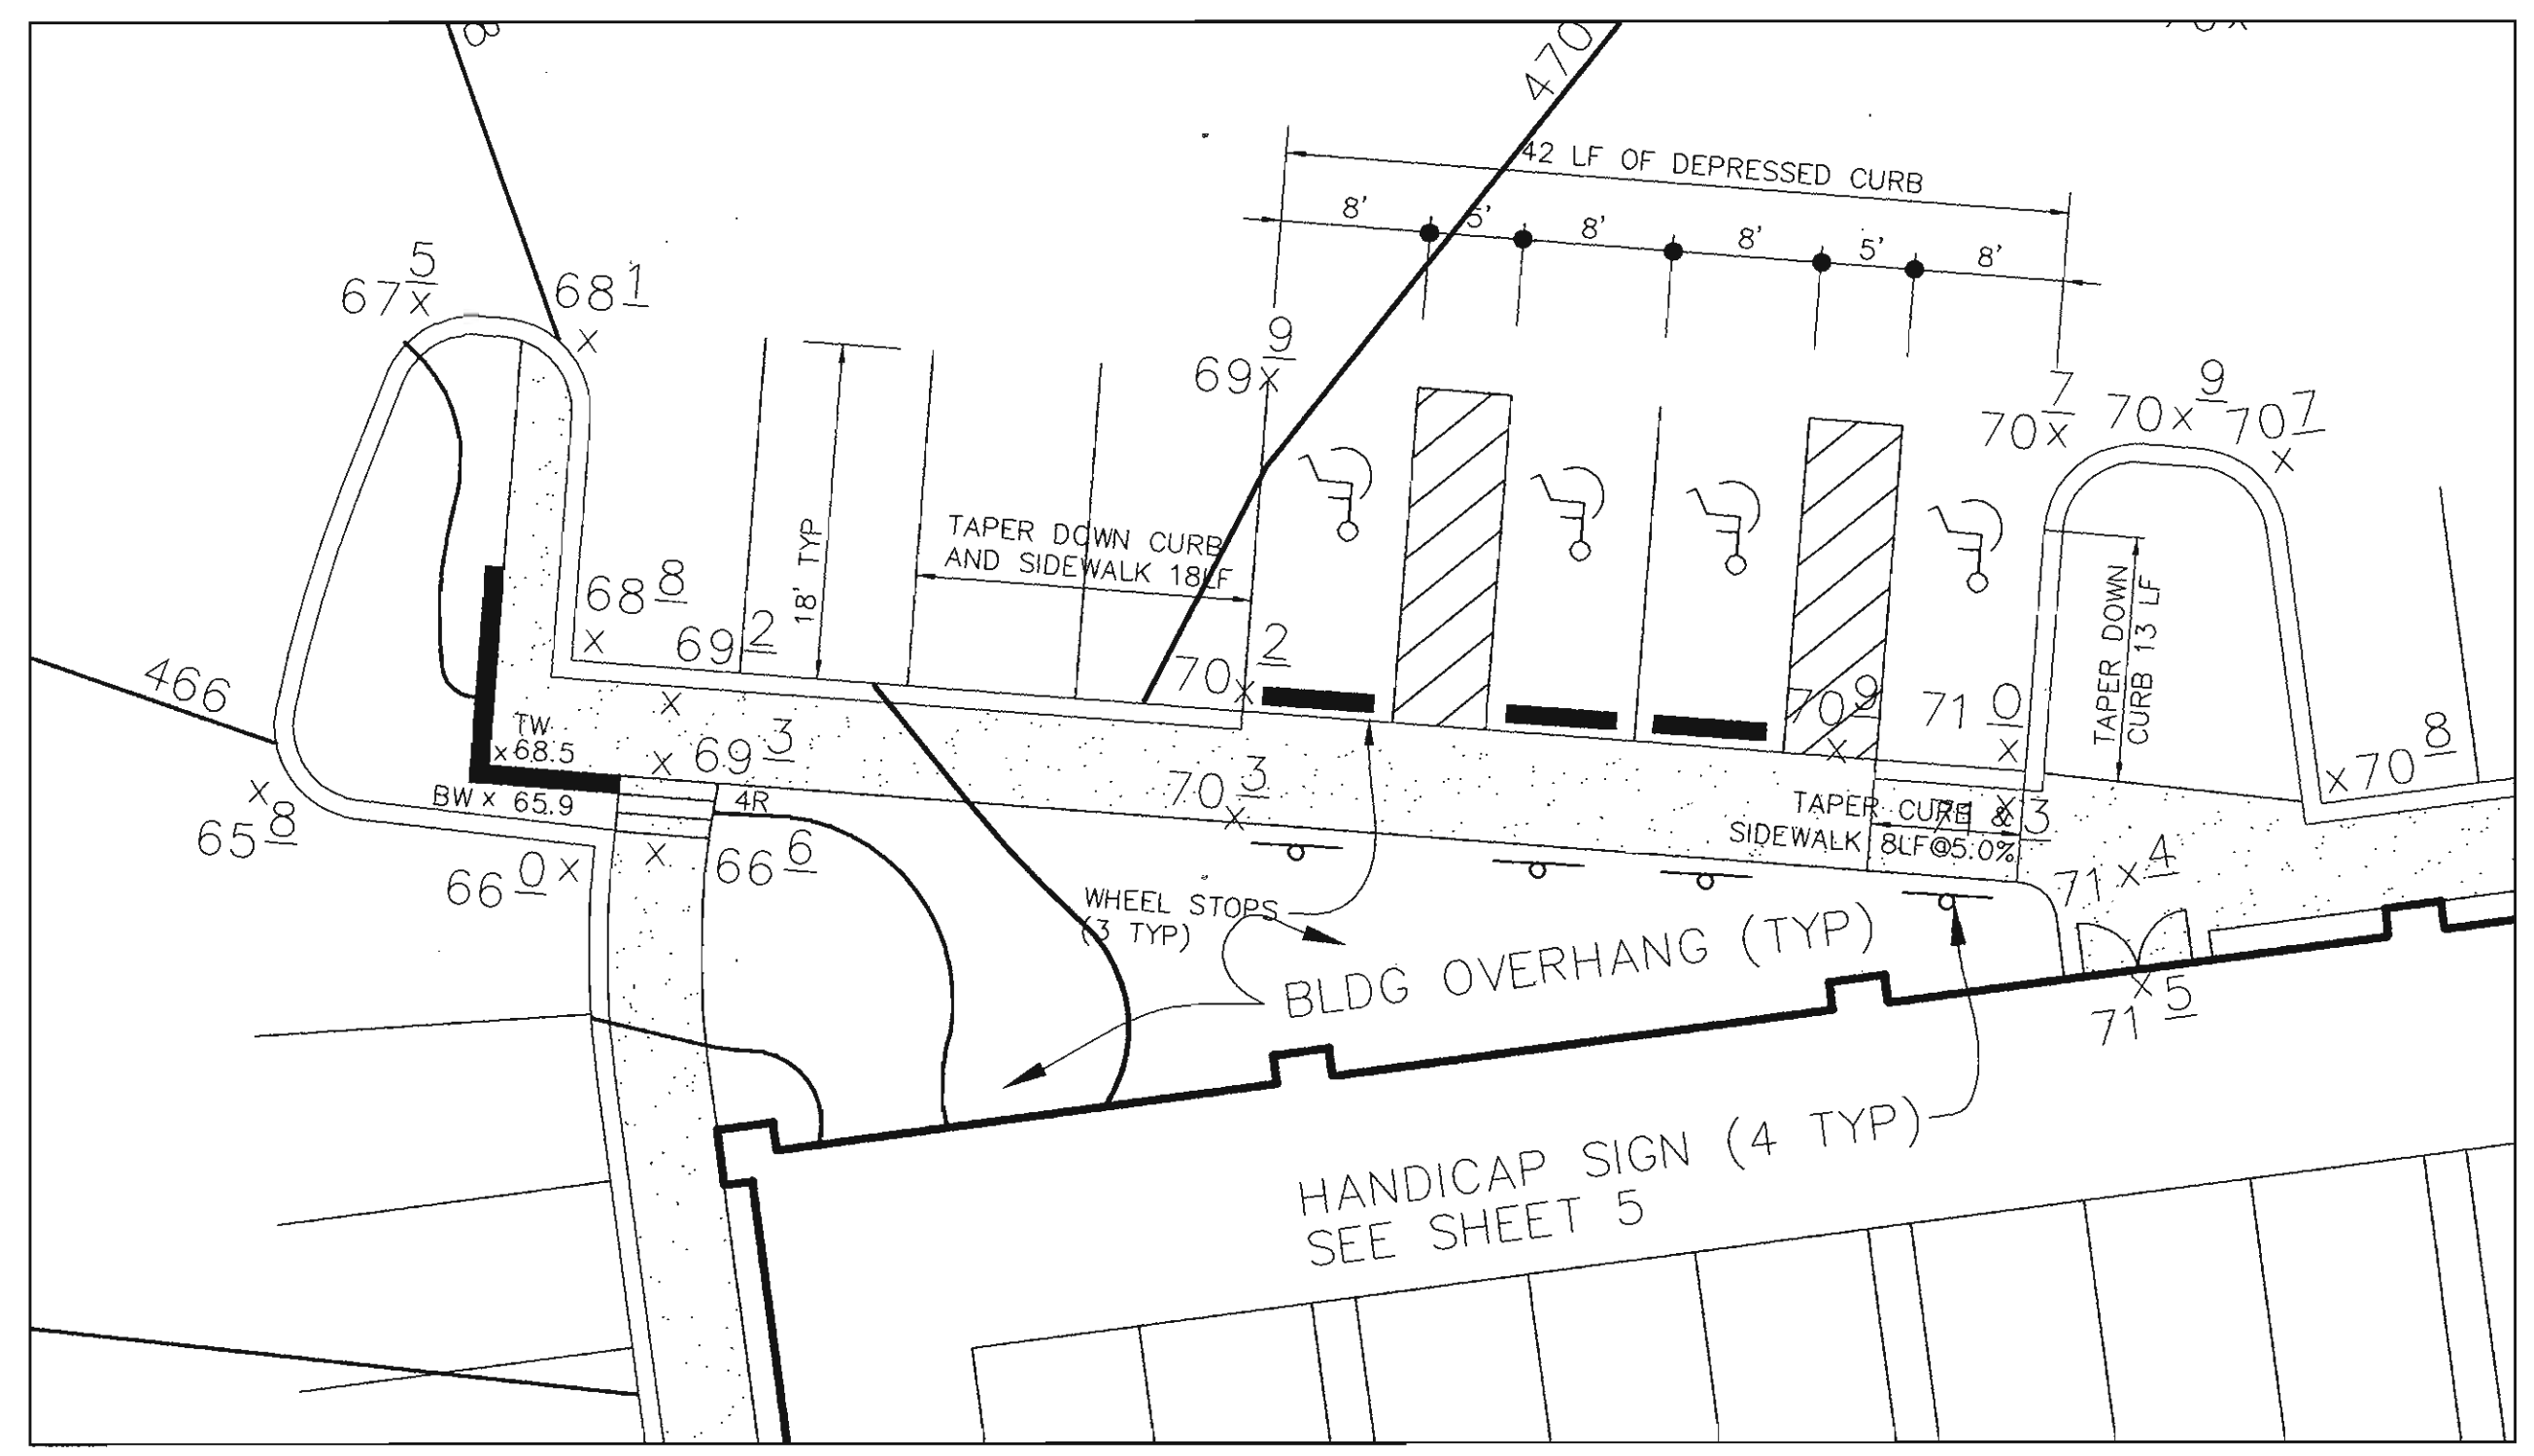 470
42 LF OF DEPRESSED CURB
8' 5' 8' 8' 5' 8'
67 5
68 1
69 9
70 7
70 9
70 7
TAPER DOWN CURB
AND SIDEWALK 18LF
18' TYP
68 8
69 2
70 2
70 9
71 0
TAPER DOWN
CURB 13 LF
466
TW
68.5
69 3
70 3
70 8
BW 65.9
4R
65 8
66 0
66 6
TAPER CURB &
SIDEWALK 8LF@5.0%
71 3
71 4
WHEEL STOPS
(3 TYP)
BLDG OVERHANG (TYP)
71 5
HANDICAP SIGN (4 TYP)
SEE SHEET 5